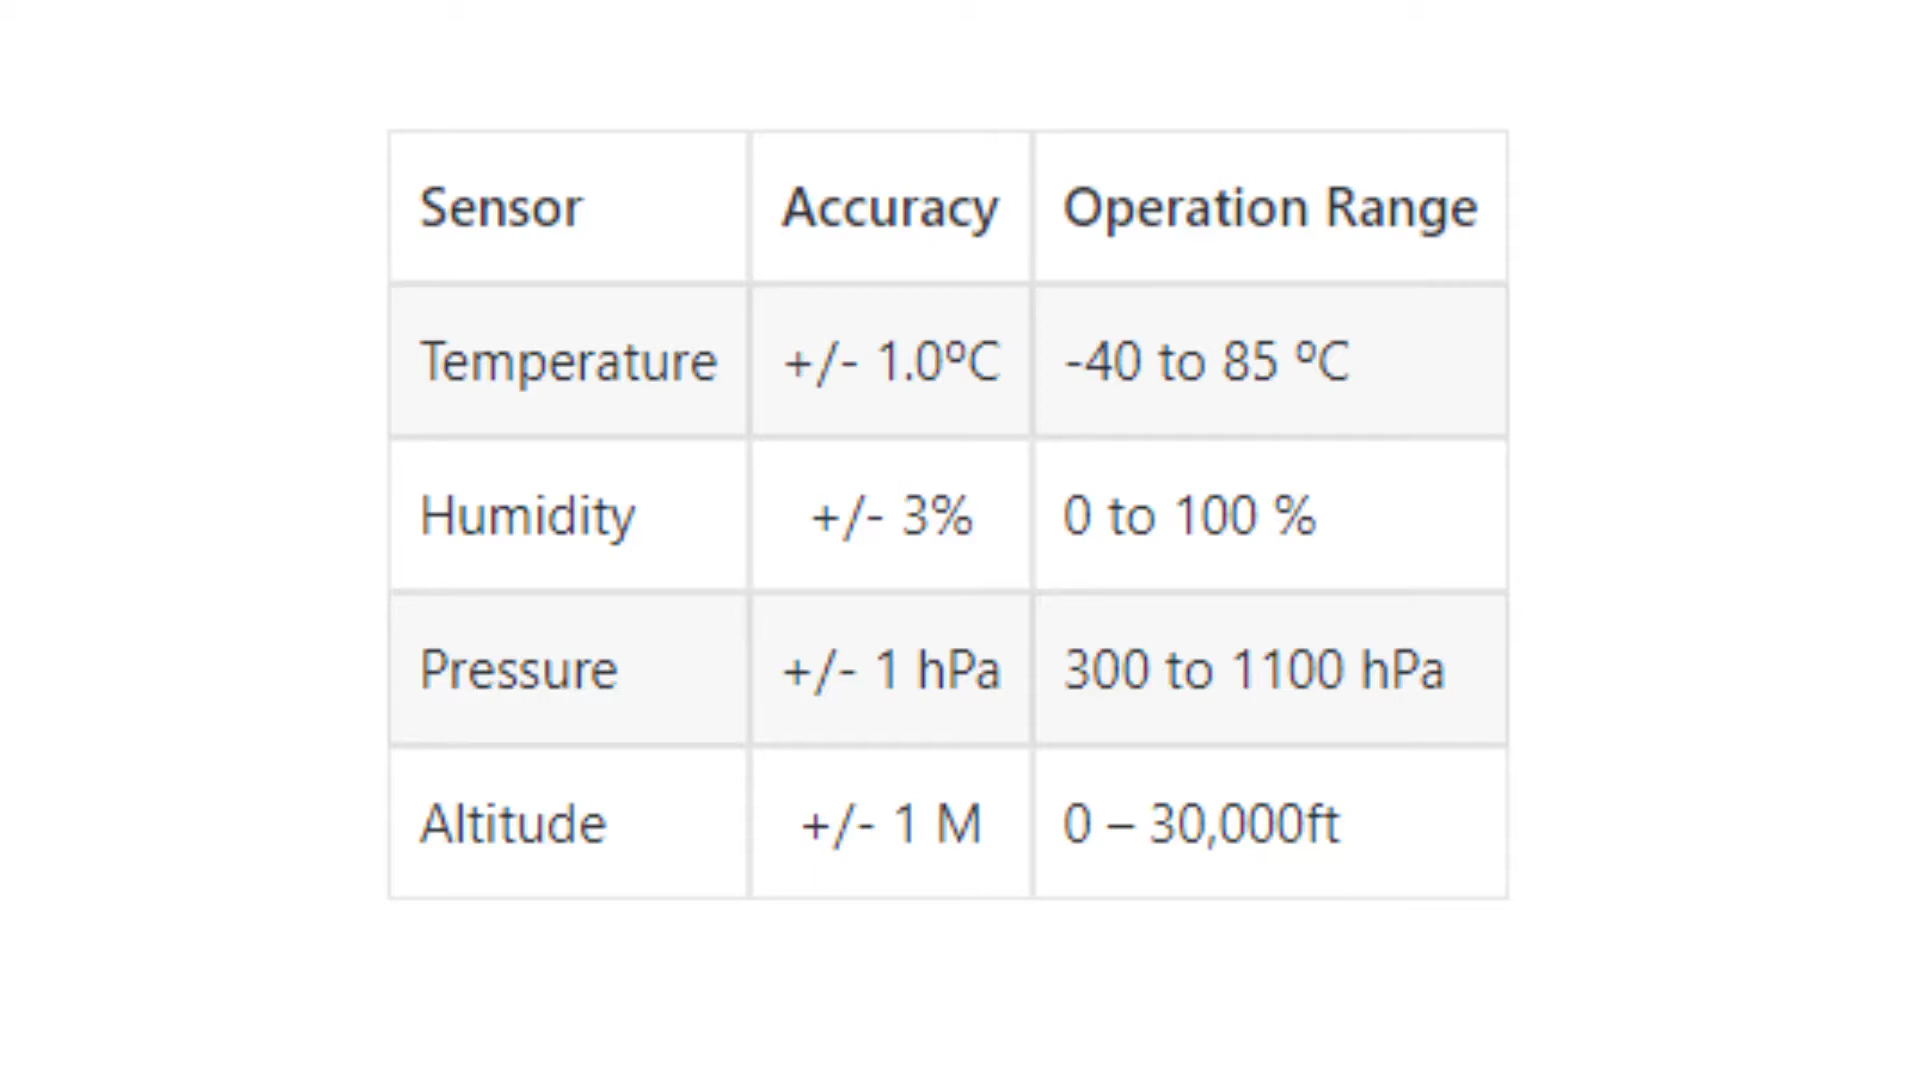 Sensor Accuracy Operation Range
Temperature +/- 1.0ºC -40 to 85 ºC
Humidity +/- 3% 0 to 100 %
Pressure +/- 1 hPa 300 to 1100 hPa
Altitude +/- 1 M 0 – 30,000ft